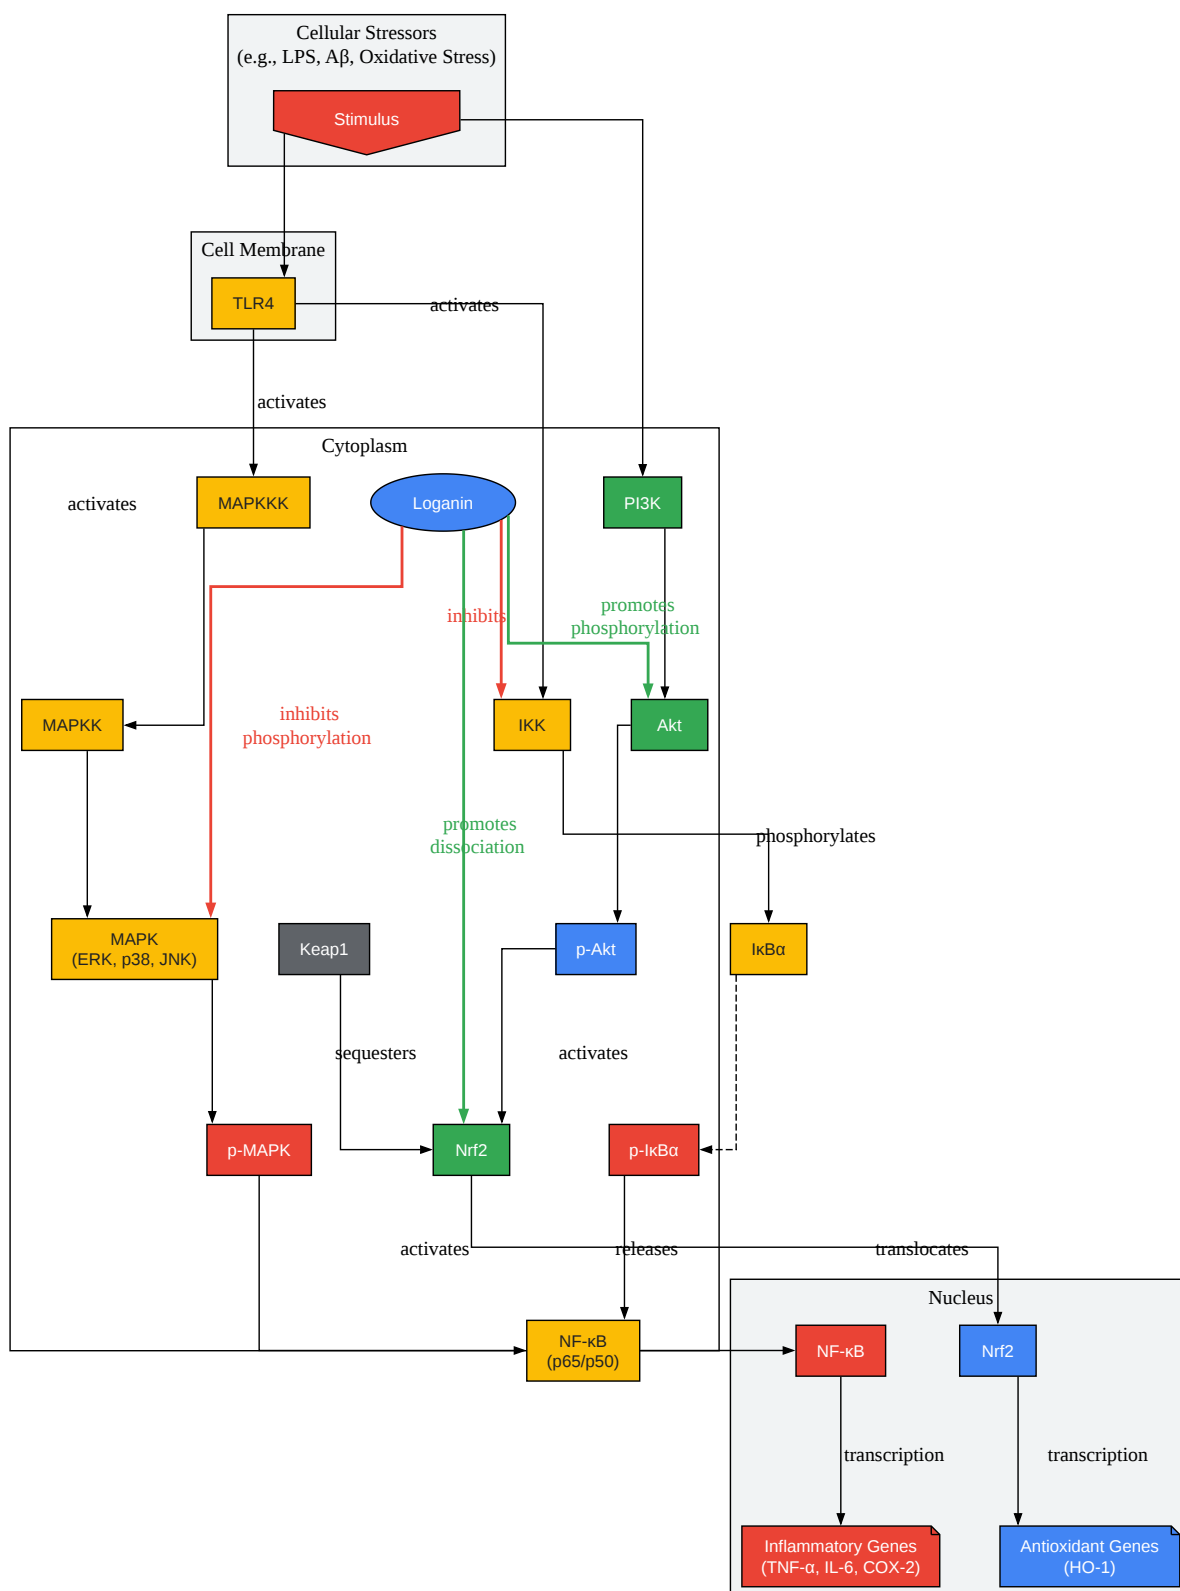 Cellular Stressors
(e.g., LPS, Aβ, Oxidative Stress)
Stimulus
Cell Membrane
TLR4
activates
activates
Cytoplasm
activates
MAPKKK
Loganin
PI3K
inhibits
promotes
phosphorylation
MAPKK
inhibits
phosphorylation
IKK
Akt
promotes
dissociation
phosphorylates
MAPK
(ERK, p38, JNK)
Keap1
p-Akt
IκBα
sequesters
activates
p-MAPK
Nrf2
p-IκBα
activates
releases
translocates
Nucleus
NF-κB
(p65/p50)
NF-κB
Nrf2
transcription
transcription
Inflammatory Genes
(TNF-α, IL-6, COX-2)
Antioxidant Genes
(HO-1)